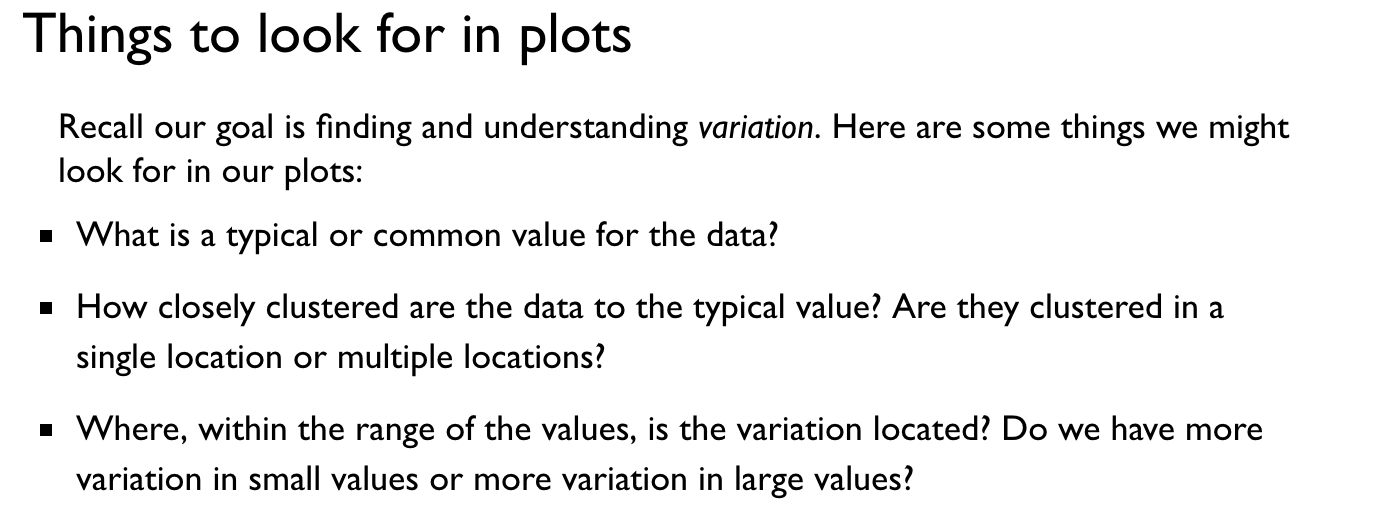 Things to look for in plots
Recall our goal is finding and understanding variation. Here are some things we might
look for in our plots:
▪ What is a typical or common value for the data?
▪ How closely clustered are the data to the typical value? Are they clustered in a
single location or multiple locations?
▪ Where, within the range of the values, is the variation located? Do we have more
variation in small values or more variation in large values?